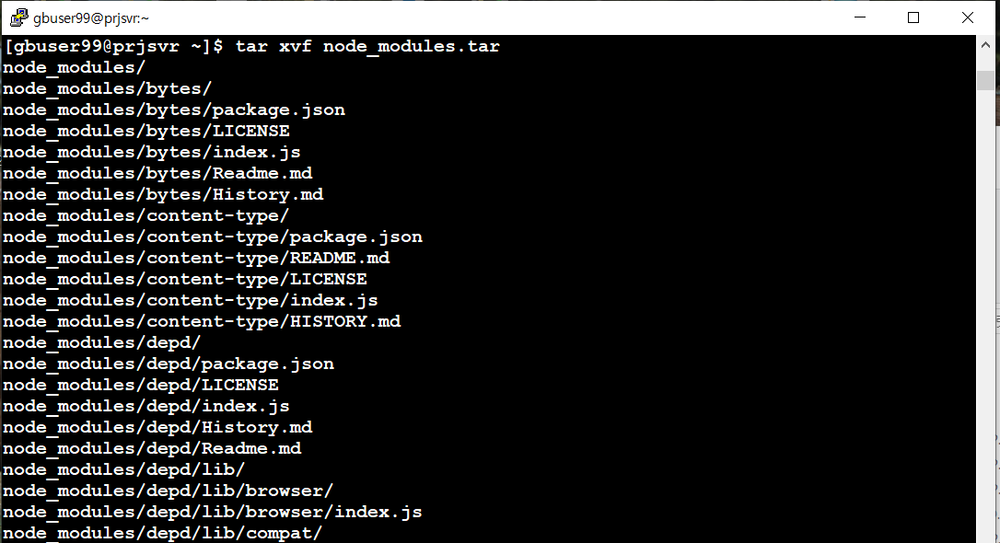 gbuser99@prjsvr:~
[gbuser99@prjsvr ~]$ tar xvf node_modules.tar
node_modules/
node_modules/bytes/
node_modules/bytes/package.json
node_modules/bytes/LICENSE
node_modules/bytes/index.js
node_modules/bytes/Readme.md
node_modules/bytes/History.md
node_modules/content-type/
node_modules/content-type/package.json
node_modules/content-type/README.md
node_modules/content-type/LICENSE
node_modules/content-type/index.js
node_modules/content-type/HISTORY.md
node_modules/depd/
node_modules/depd/package.json
node_modules/depd/LICENSE
node_modules/depd/index.js
node_modules/depd/History.md
node_modules/depd/Readme.md
node_modules/depd/lib/
node_modules/depd/lib/browser/
node_modules/depd/lib/browser/index.js
node_modules/depd/lib/compat/